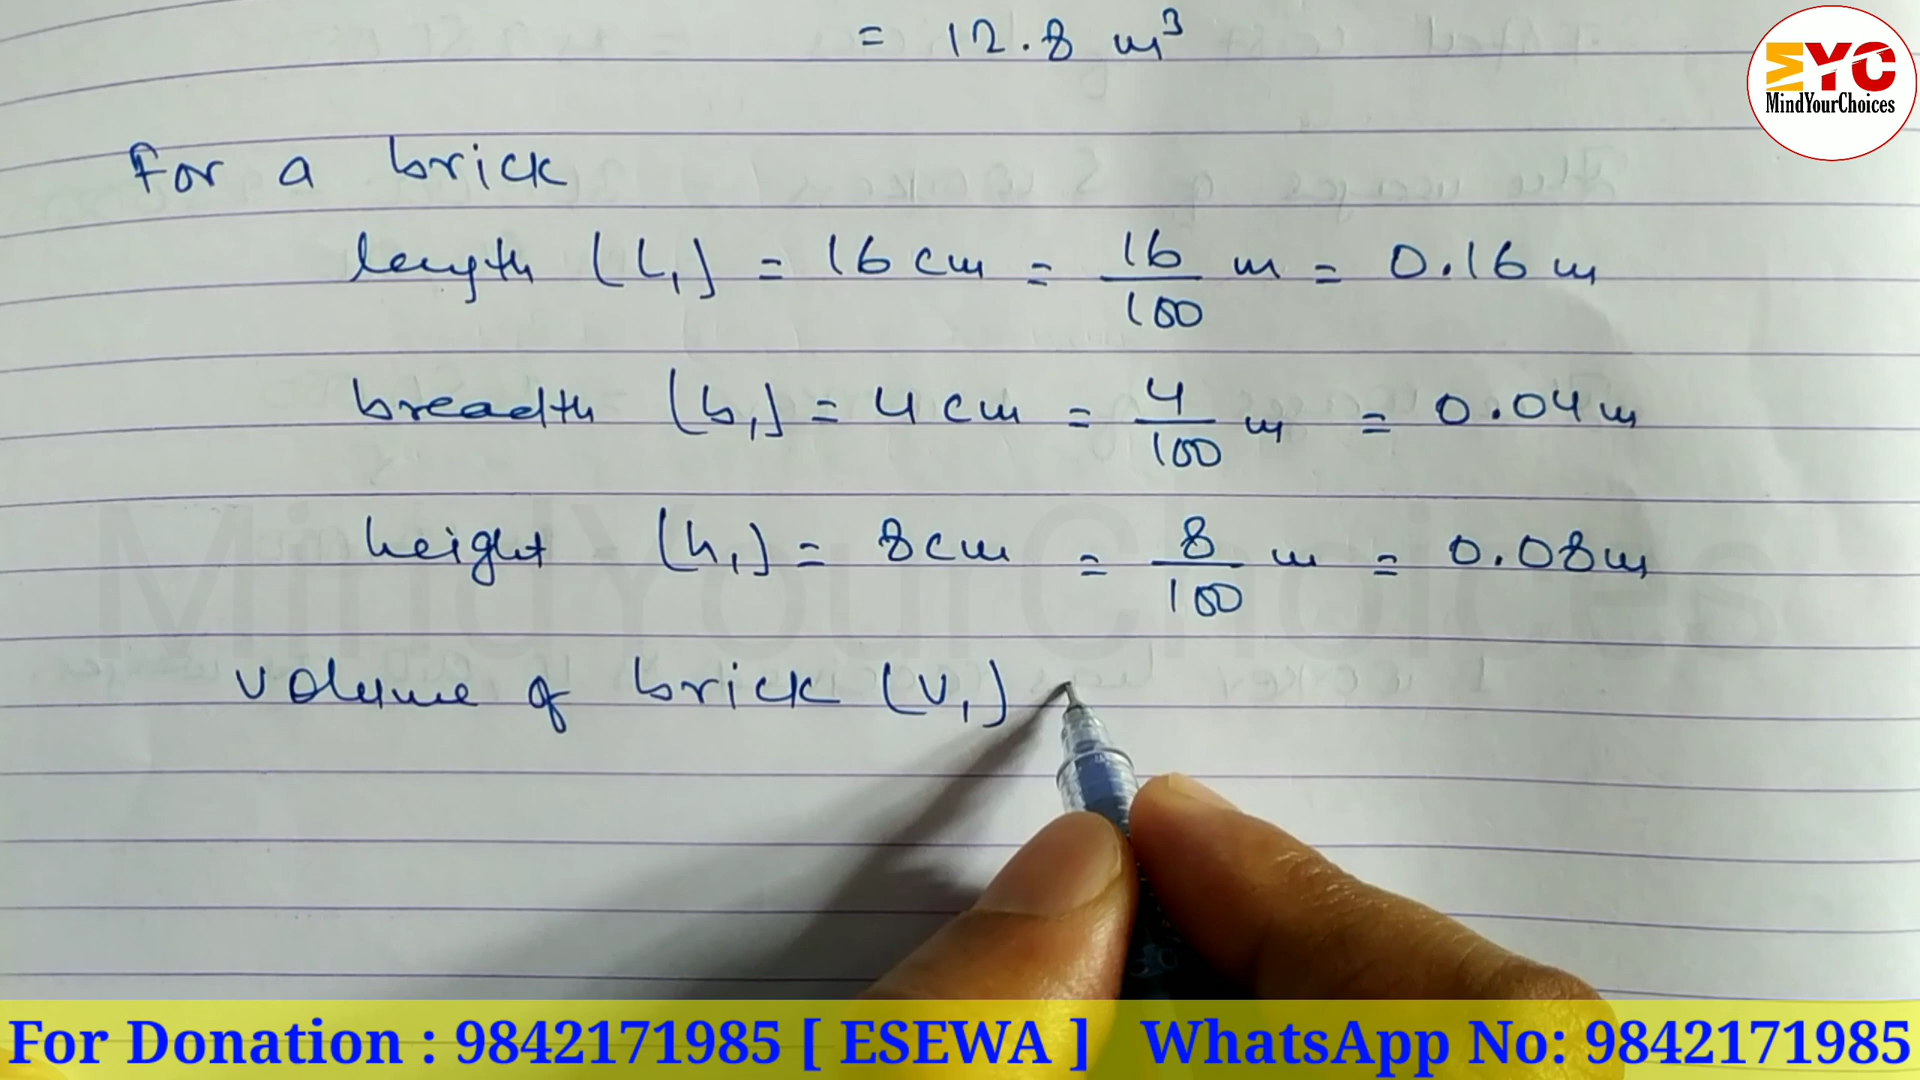 = 12.8 m³
MYC
MindYourChoices
For a brick
length (l₁) = 16 cm = 16/100 m = 0.16 m
breadth (b₁) = 4 cm = 4/100 m = 0.04 m
height (h₁) = 8 cm = 8/100 m = 0.08 m
MindYourChoices
volume of brick (v₁)
For Donation : 9842171985 [ ESEWA ] WhatsApp No: 9842171985